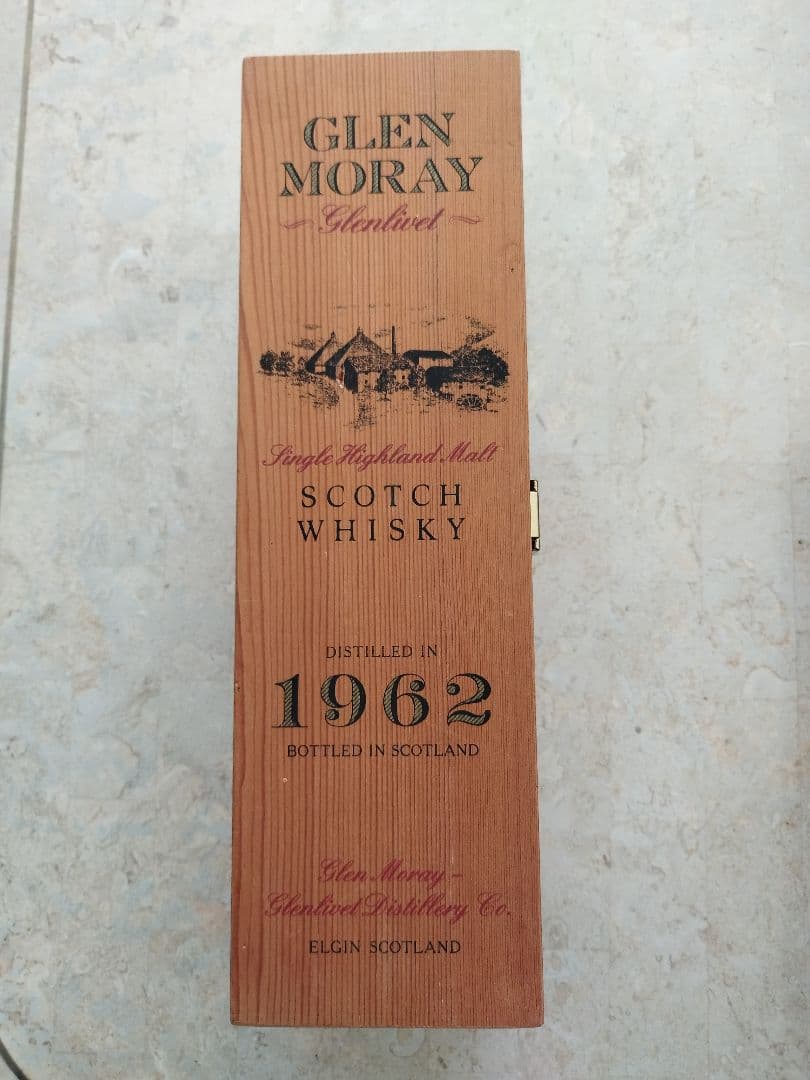 GLEN
MORAY
Glenlivet
Single Highland Malt
SCOTCH
WHISKY
DISTILLED IN
1962
BOTTLED IN SCOTLAND
Glen Moray –
Glenlivet Distillery Co.
ELGIN SCOTLAND